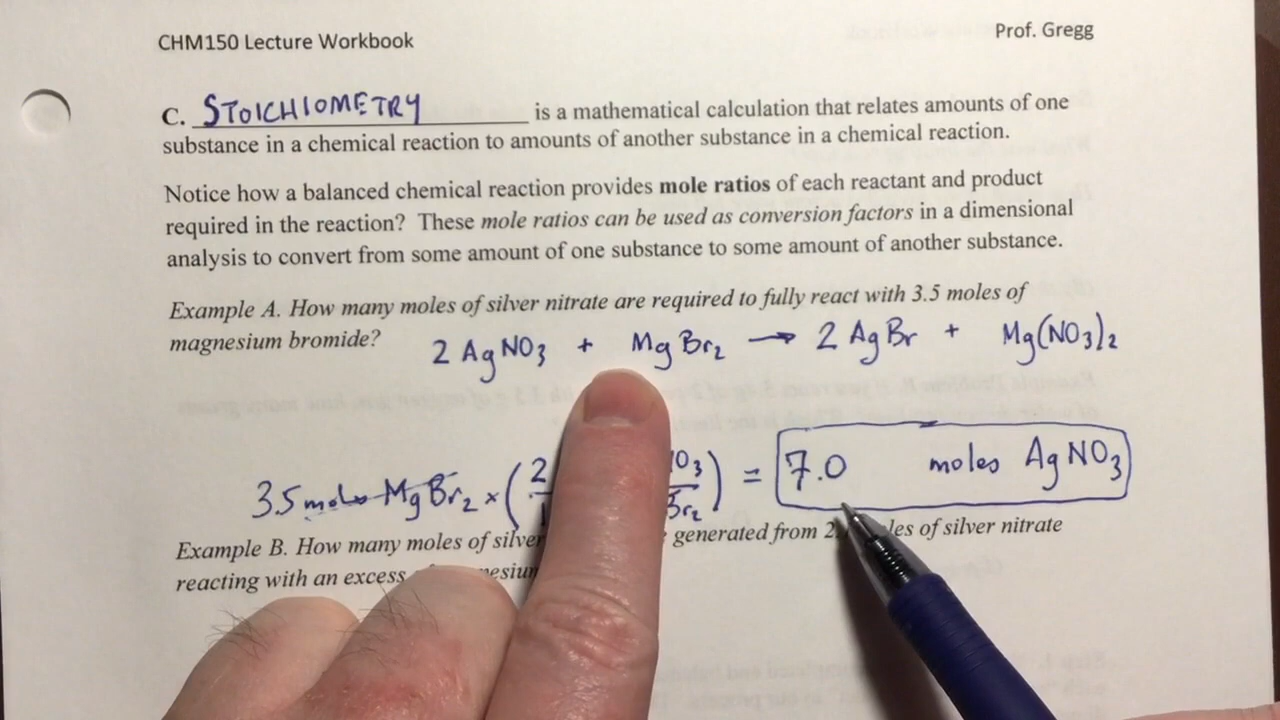 CHM150 Lecture Workbook Prof. Gregg
C. STOICHIOMETRY is a mathematical calculation that relates amounts of one
substance in a chemical reaction to amounts of another substance in a chemical reaction.
Notice how a balanced chemical reaction provides mole ratios of each reactant and product
required in the reaction? These mole ratios can be used as conversion factors in a dimensional
analysis to convert from some amount of one substance to some amount of another substance.
Example A. How many moles of silver nitrate are required to fully react with 3.5 moles of
magnesium bromide? 2 AgNO3 + MgBr2 → 2 AgBr + Mg(NO3)2
3.5 moles MgBr2 × (2 O3 / Br2) = 7.0 moles AgNO3
Example B. How many moles of silver generated from of silver nitrate
reacting with an excess